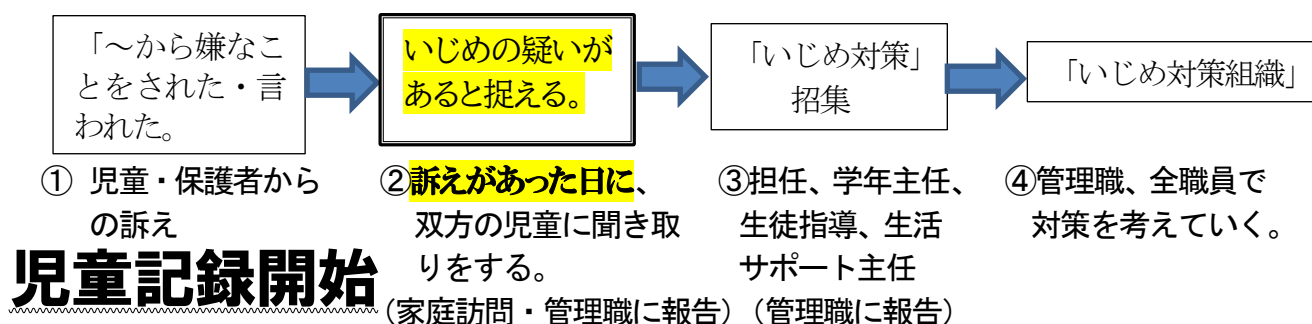 「～から嫌なこ
とをされた・言
われた。
いじめの疑いが
あると捉える。
「いじめ対策」
招集
「いじめ対策組織」
① 児童・保護者から
の訴え
児童記録開始
②訴えがあった日に、
双方の児童に聞き取
りをする。
（家庭訪問・管理職に報告）
③担任、学年主任、
生徒指導、生活
サポート主任
（管理職に報告）
④管理職、全職員で
対策を考えていく。